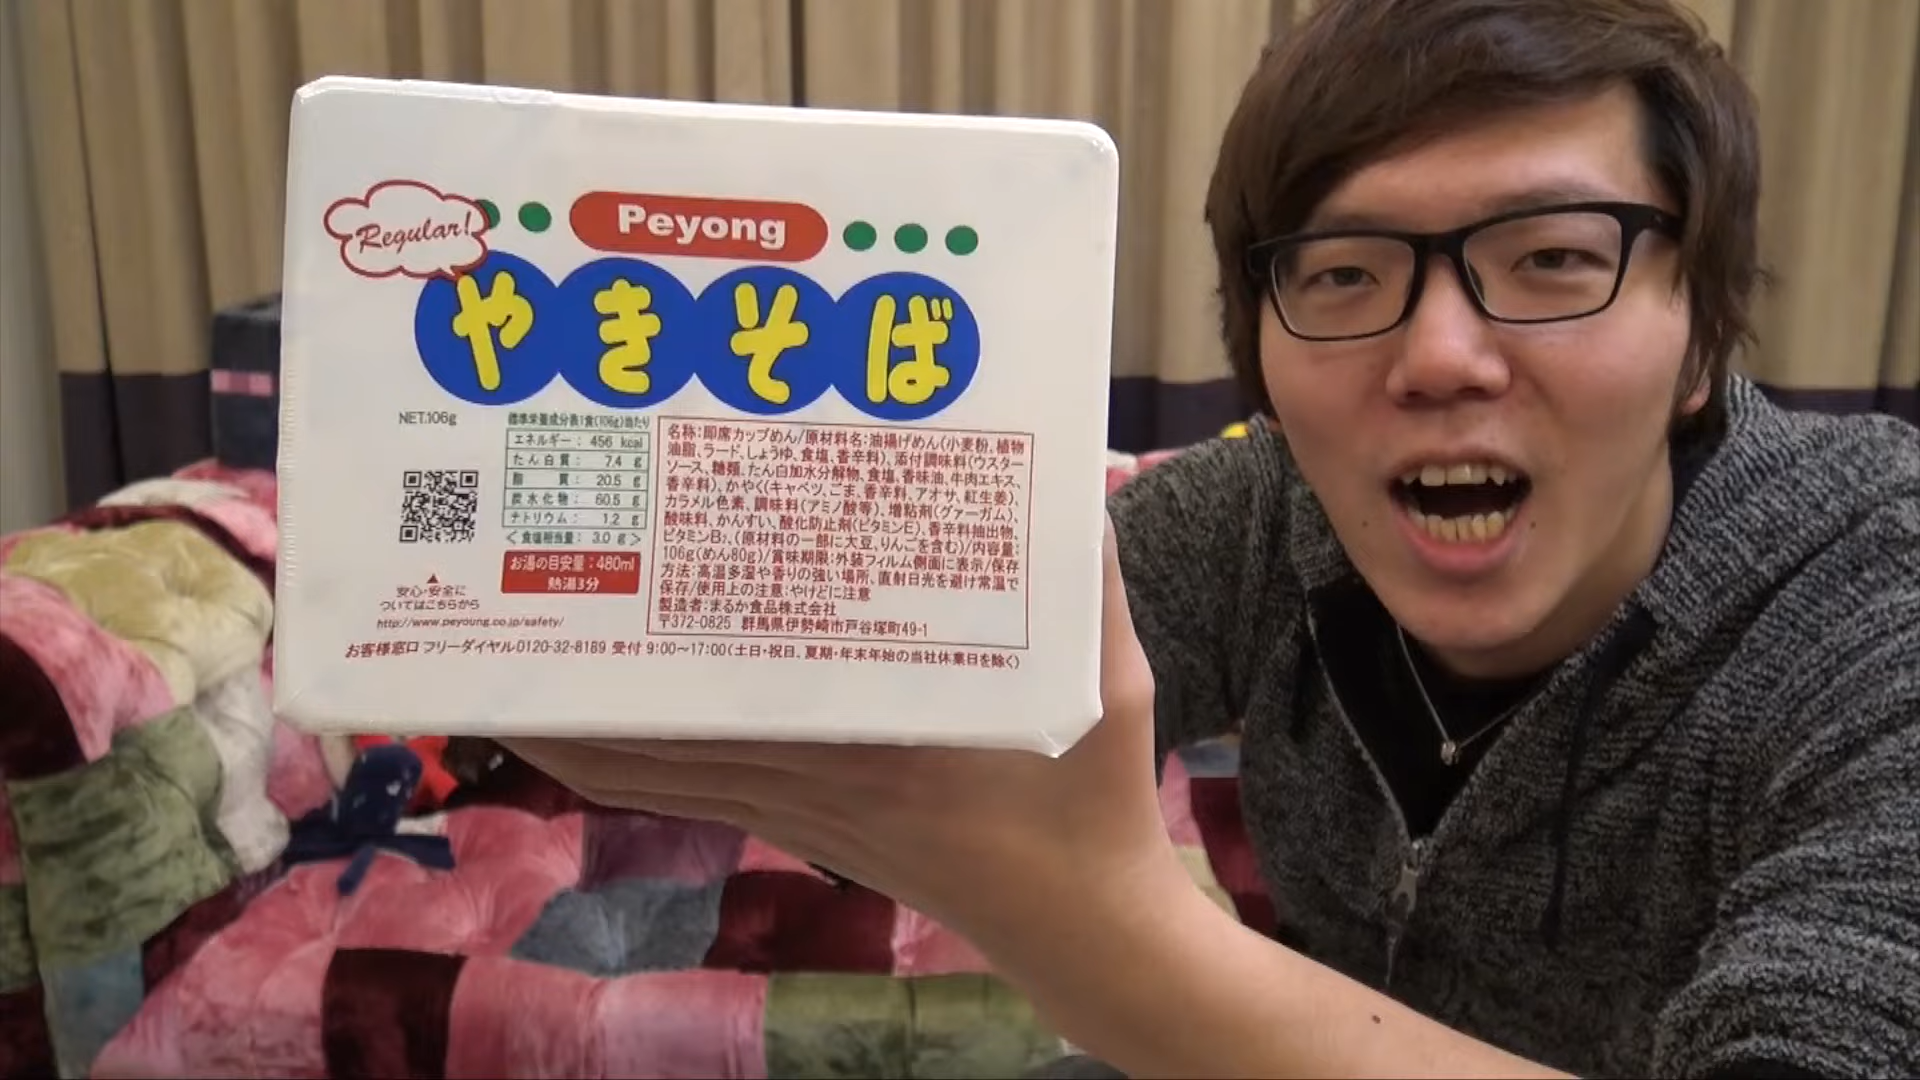 Regular!
Peyong
やきそば
NET.106g
標準栄養成分表1食(106g)当たり
エネルギー: 456 kcal
たん白質: 7.4 g
脂質: 20.5 g
炭水化物: 60.5 g
ナトリウム: 1.2 g
<食塩相当量: 3.0 g>
お湯の目安量:480ml
熱湯3分
安心・安全に
ついてはこちらから
http://www.peyoung.co.jp/safety/
名称:即席カップめん/原材料名:油揚げめん(小麦粉、植物
油脂、ラード、しょうゆ、食塩、香辛料)、添付調味料(ウスター
ソース、糖類、たん白加水分解物、食塩、香味油、牛肉エキス、
香辛料)、かやく(キャベツ、ごま、香辛料、アオサ、紅生姜)、
カラメル色素、調味料(アミノ酸等)、増粘剤(グァーガム)、
酸味料、かんすい、酸化防止剤(ビタミンE)、香辛料抽出物、
ビタミンB₂、(原材料の一部に大豆、りんごを含む)/内容量:
106g(めん80g)/賞味期限:外装フィルム側面に表示/保存
方法:高温多湿や香りの強い場所、直射日光を避け常温で
保存/使用上の注意:やけどに注意
製造者:まるか食品株式会社
〒372-0825 群馬県伊勢崎市戸谷塚町49-1
お客様窓口 フリーダイヤル0120-32-8189 受付 9:00～17:00(土日・祝日、夏期・年末年始の当社休業日を除く)